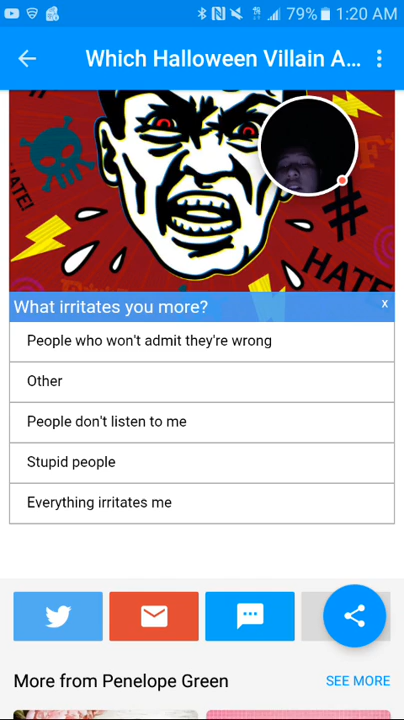 79% 1:20 AM
Which Halloween Villain A...
HATE!
#
HATE
What irritates you more?
x
People who won't admit they're wrong
Other
People don't listen to me
Stupid people
Everything irritates me
More from Penelope Green
SEE MORE